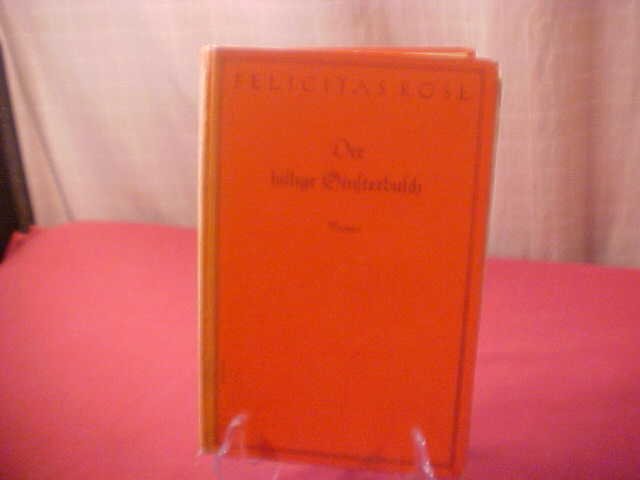 FELICITAS ROSE
Der
heilige Ginsterbusch
Roman